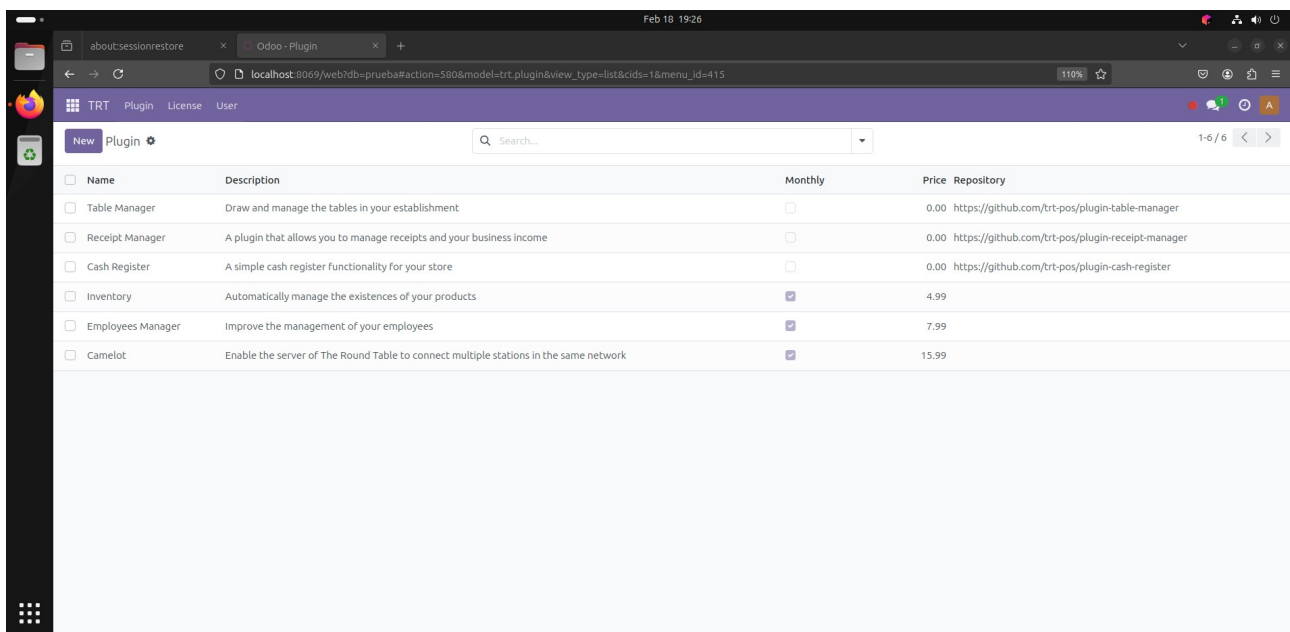 Feb 18 19:26
about:sessionrestore
Odoo - Plugin
localhost:8069/web?db=prueba#action=580&model=trt.plugin&view_type=list&cids=1&menu_id=415
110%
TRT Plugin License User
1
A
New Plugin
Search...
1-6 / 6
Name Description Monthly Price Repository
Table Manager Draw and manage the tables in your establishment 0.00 https://github.com/trt-pos/plugin-table-manager
Receipt Manager A plugin that allows you to manage receipts and your business income 0.00 https://github.com/trt-pos/plugin-receipt-manager
Cash Register A simple cash register functionality for your store 0.00 https://github.com/trt-pos/plugin-cash-register
Inventory Automatically manage the existences of your products 4.99
Employees Manager Improve the management of your employees 7.99
Camelot Enable the server of The Round Table to connect multiple stations in the same network 15.99